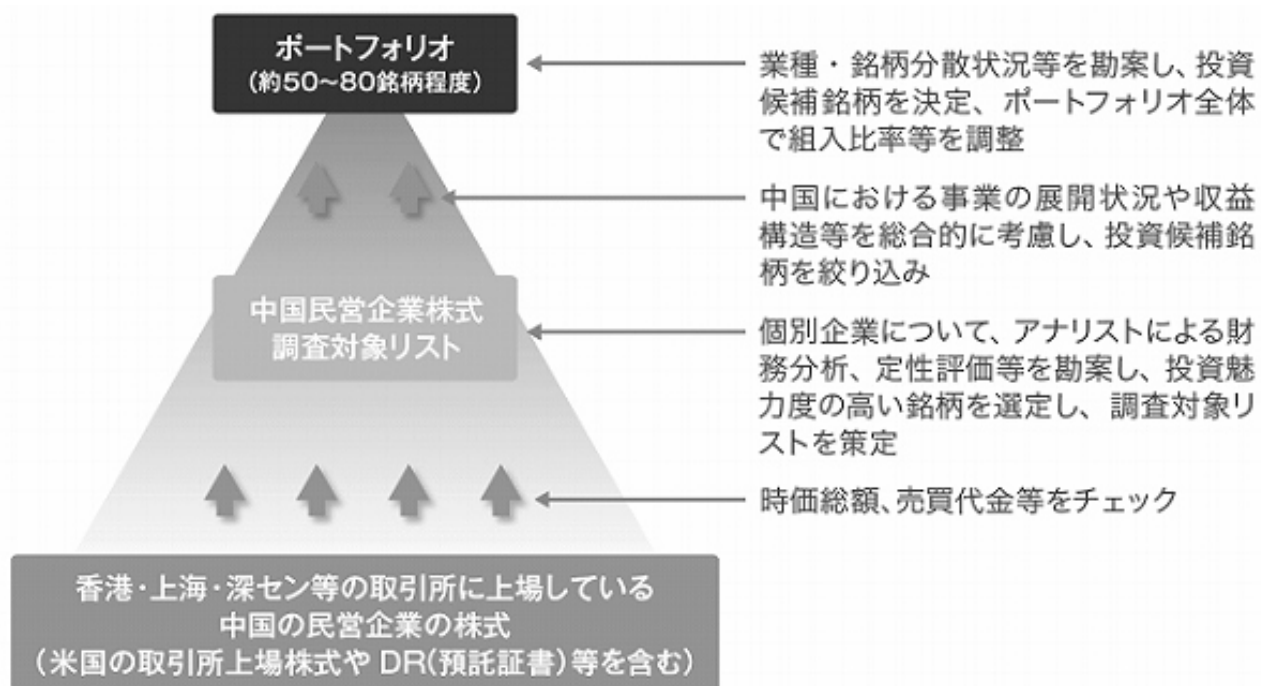 ポートフォリオ
(約50~80銘柄程度)
業種・銘柄分散状況等を勘案し、投資
候補銘柄を決定、ポートフォリオ全体
で組入比率等を調整
中国における事業の展開状況や収益
構造等を総合的に考慮し、投資候補銘
柄を絞り込み
中国民営企業株式
調査対象リスト
個別企業について、アナリストによる財
務分析、定性評価等を勘案し、投資魅
力度の高い銘柄を選定し、調査対象リ
ストを策定
時価総額、売買代金等をチェック
香港・上海・深セン等の取引所に上場している
中国の民営企業の株式
(米国の取引所上場株式や DR(預託証書)等を含む)